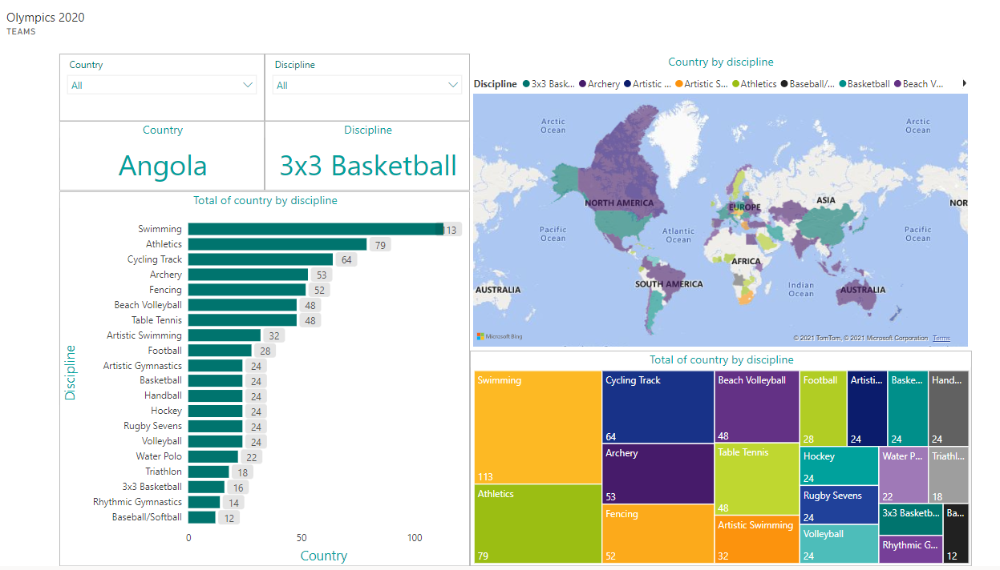 Olympics 2020
TEAMS
Country
All
Discipline
All
Country
Angola
Discipline
3x3 Basketball
Total of country by discipline
Discipline
Swimming 113
Athletics 79
Cycling Track 64
Archery 53
Fencing 52
Beach Volleyball 48
Table Tennis 48
Artistic Swimming 32
Football 28
Artistic Gymnastics 24
Basketball 24
Handball 24
Hockey 24
Rugby Sevens 24
Volleyball 24
Water Polo 22
Triathlon 18
3x3 Basketball 16
Rhythmic Gymnastics 14
Baseball/Softball 12
0 50 100
Country
Country by discipline
Discipline 3x3 Bask... Archery Artistic ... Artistic S... Athletics Baseball/... Basketball Beach V...
Arctic
Ocean
Arctic
Ocean
NORTH AMERICA
EUROPE
ASIA
NOR
Pacific
Ocean
Atlantic
Ocean
Pacific
Ocean
AFRICA
AUSTRALIA
SOUTH AMERICA
Indian
Ocean
AUSTRALIA
Microsoft Bing
© 2021 TomTom, © 2021 Microsoft Corporation Terms
Total of country by discipline
Swimming
113
Athletics
79
Cycling Track
64
Archery
53
Fencing
52
Beach Volleyball
48
Table Tennis
48
Artistic Swimming
32
Football
28
Artisti...
24
Baske...
24
Hand...
24
Hockey
24
Rugby Sevens
24
Volleyball
24
Water P...
22
Triathl...
18
3x3 Basketb...
Rhythmic G...
Ba...
12